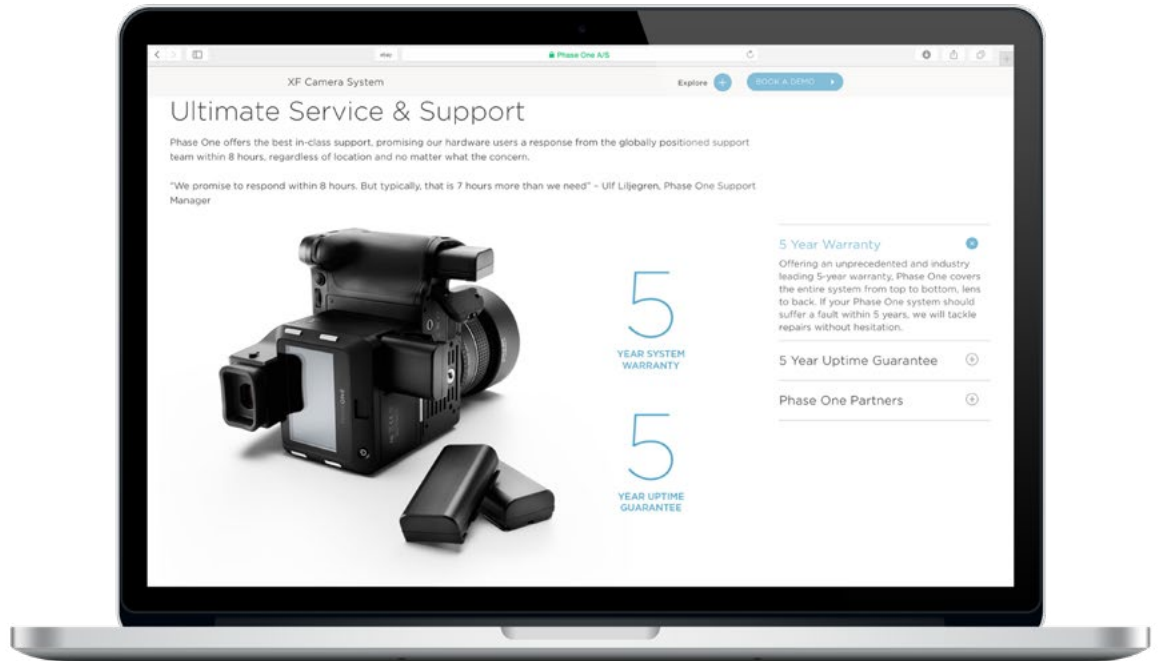 Phase One A/S
XF Camera System
Explore
BOOK A DEMO
Ultimate Service & Support
Phase One offers the best in-class support, promising our hardware users a response from the globally positioned support
team within 8 hours, regardless of location and no matter what the concern.
"We promise to respond within 8 hours. But typically, that is 7 hours more than we need" – Ulf Liljegren, Phase One Support
Manager
5
YEAR SYSTEM
WARRANTY
5
YEAR UPTIME
GUARANTEE
5 Year Warranty
Offering an unprecedented and industry
leading 5-year warranty, Phase One covers
the entire system from top to bottom, lens
to back. If your Phase One system should
suffer a fault within 5 years, we will tackle
repairs without hesitation.
5 Year Uptime Guarantee
Phase One Partners